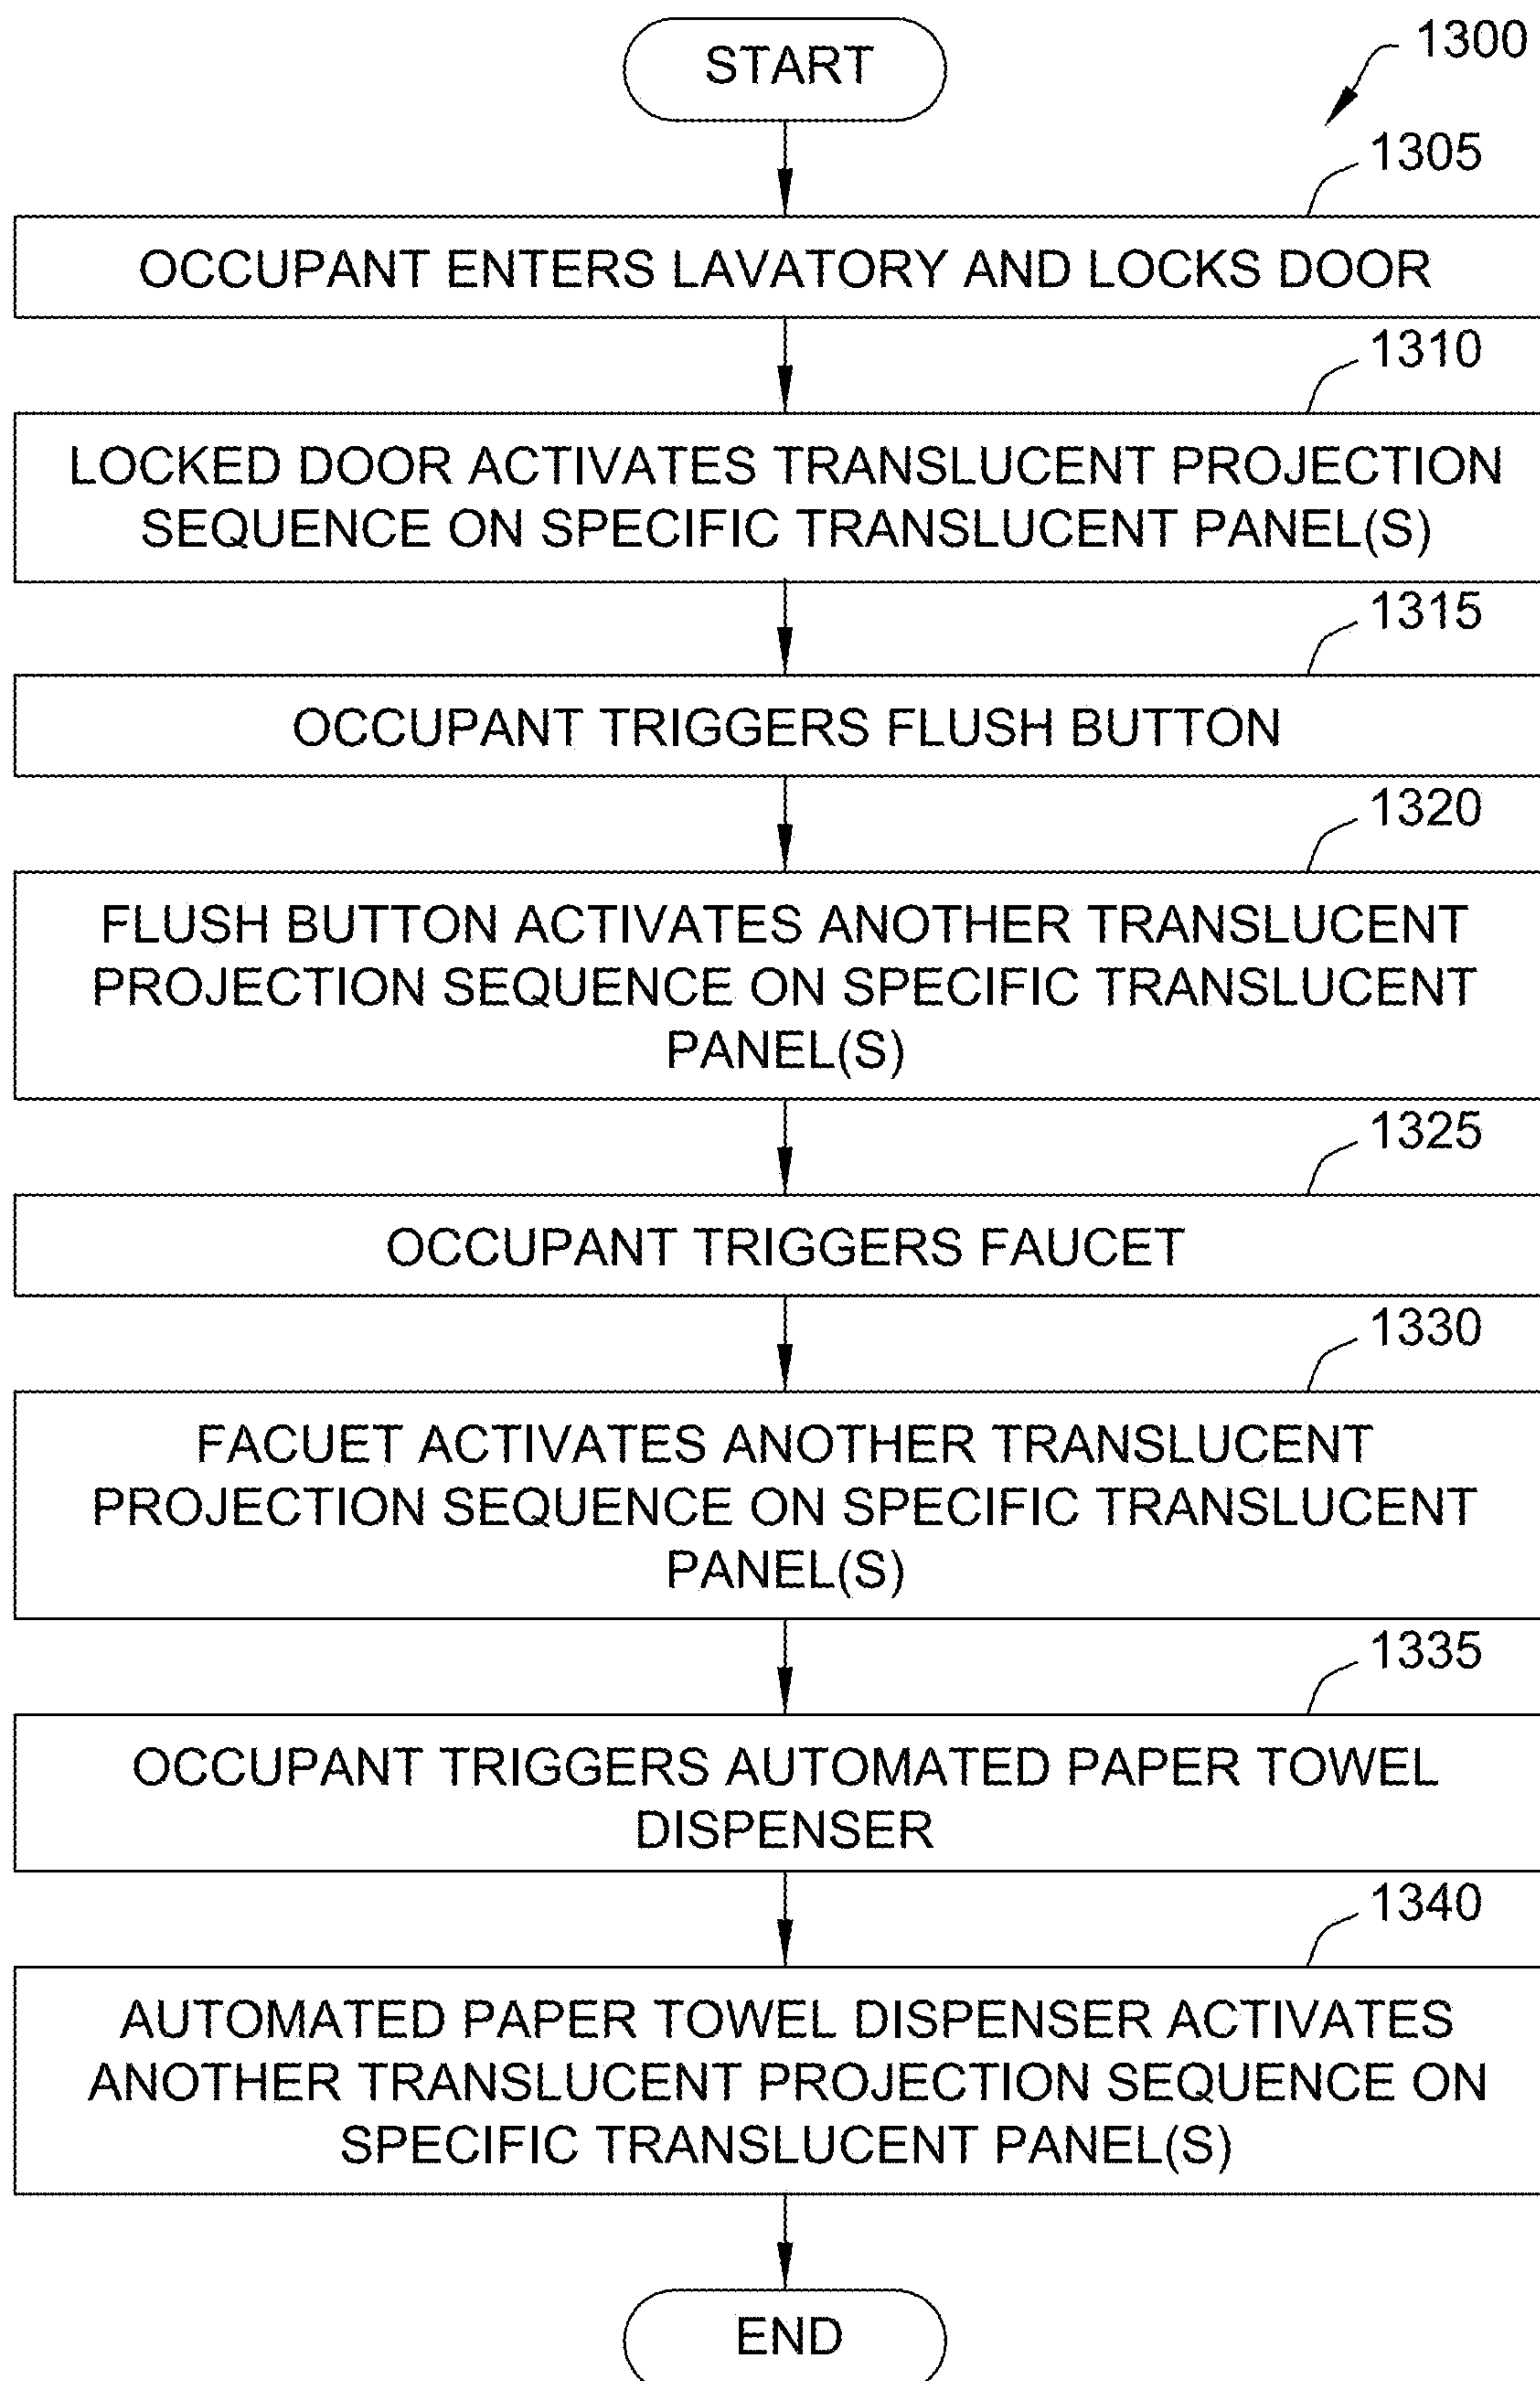 START
1300
1305
OCCUPANT ENTERS LAVATORY AND LOCKS DOOR
1310
LOCKED DOOR ACTIVATES TRANSLUCENT PROJECTION
SEQUENCE ON SPECIFIC TRANSLUCENT PANEL(S)
1315
OCCUPANT TRIGGERS FLUSH BUTTON
1320
FLUSH BUTTON ACTIVATES ANOTHER TRANSLUCENT
PROJECTION SEQUENCE ON SPECIFIC TRANSLUCENT
PANEL(S)
1325
OCCUPANT TRIGGERS FAUCET
1330
FACUET ACTIVATES ANOTHER TRANSLUCENT
PROJECTION SEQUENCE ON SPECIFIC TRANSLUCENT
PANEL(S)
1335
OCCUPANT TRIGGERS AUTOMATED PAPER TOWEL
DISPENSER
1340
AUTOMATED PAPER TOWEL DISPENSER ACTIVATES
ANOTHER TRANSLUCENT PROJECTION SEQUENCE ON
SPECIFIC TRANSLUCENT PANEL(S)
END